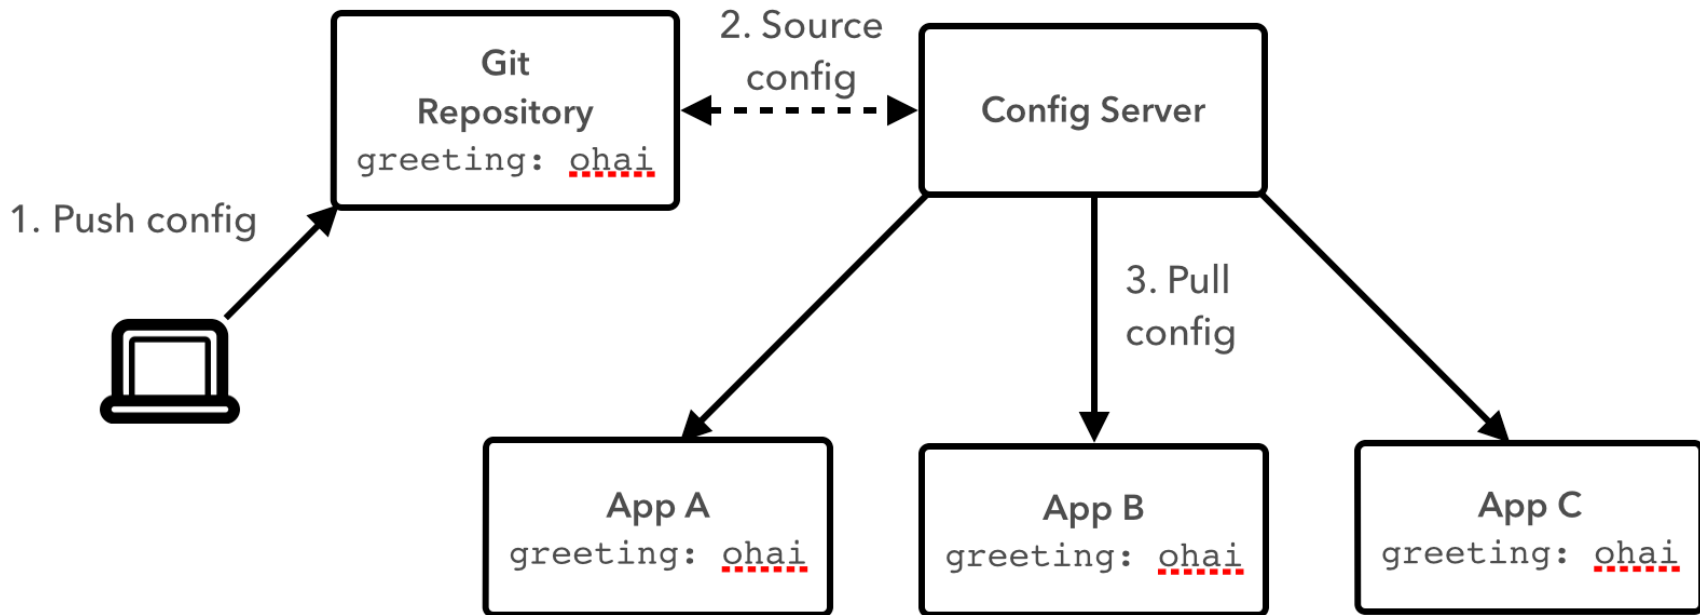 Git
Repository
greeting: ohai
2. Source
config
Config Server
1. Push config
3. Pull
config
App A
greeting: ohai
App B
greeting: ohai
App C
greeting: ohai